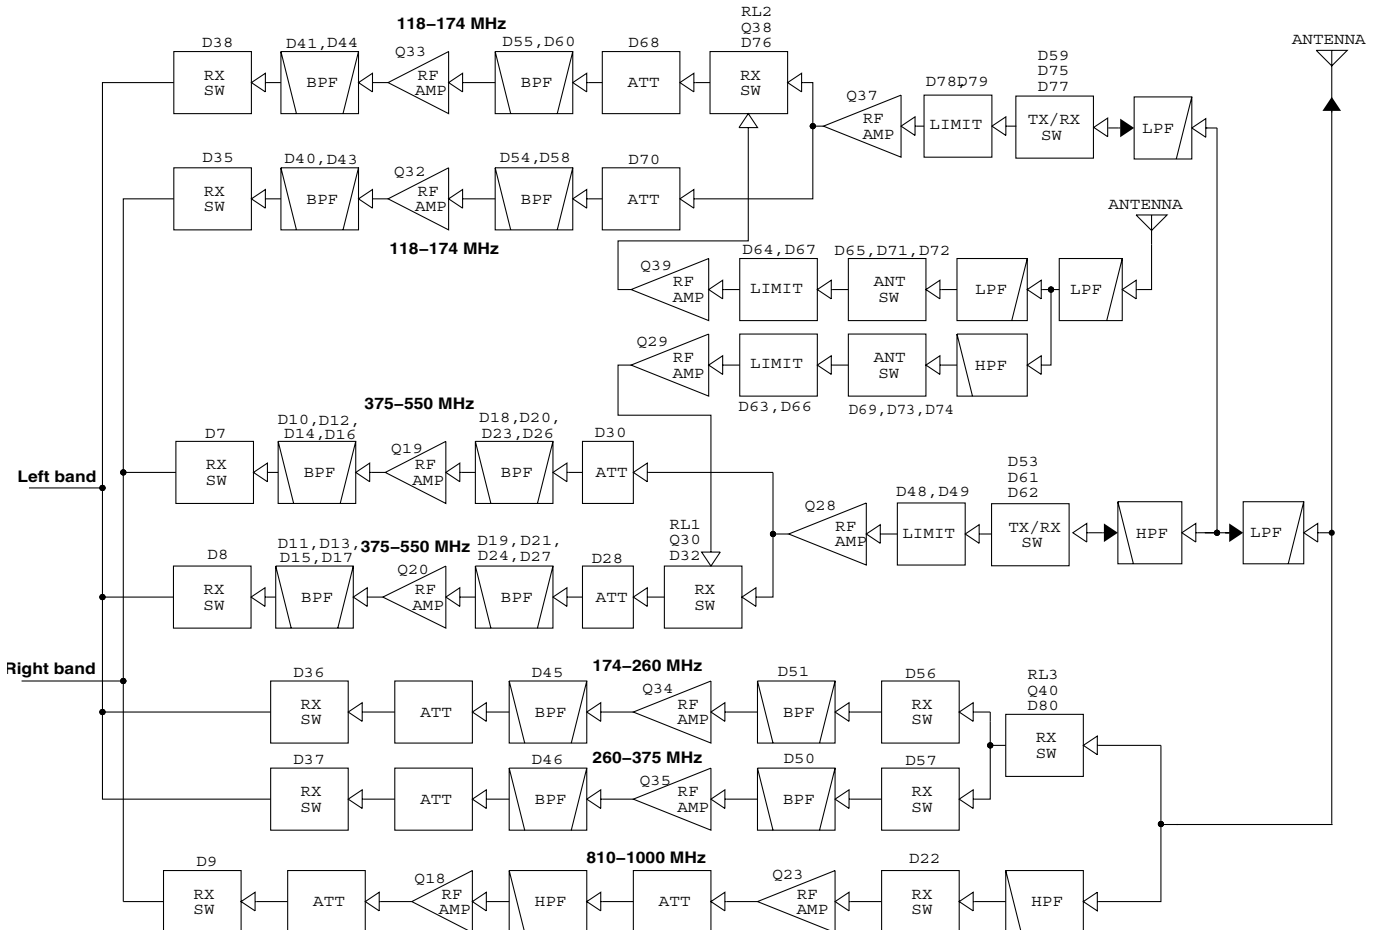 118–174 MHz
RL2
Q38
D38 D41,D44 Q33 D55,D60 D68 D76
RX SW BPF RF AMP BPF ATT RX SW
ANTENNA
D59
D75
D78,D79 D77
Q37 RF AMP LIMIT TX/RX SW LPF
D35 D40,D43 Q32 D54,D58 D70
RX SW BPF RF AMP BPF ATT
118–174 MHz
ANTENNA
Q39 D64,D67 D65,D71,D72
RF AMP LIMIT ANT SW LPF LPF
Q29
RF AMP LIMIT ANT SW HPF
D63,D66 D69,D73,D74
375–550 MHz
D7 D10,D12, D14,D16 Q19 D18,D20, D23,D26 D30
RX SW BPF RF AMP BPF ATT
Left band
D53
D61
Q28 D48,D49 D62
RF AMP LIMIT TX/RX SW HPF LPF
375–550 MHz
RL1
Q30
D8 D11,D13, D15,D17 Q20 D19,D21, D24,D27 D28 D32
RX SW BPF RF AMP BPF ATT RX SW
Right band
174–260 MHz
D36 D45 Q34 D51 D56
RX SW ATT BPF RF AMP BPF RX SW
RL3
Q40
D80
RX SW
260–375 MHz
D37 D46 Q35 D50 D57
RX SW ATT BPF RF AMP BPF RX SW
810–1000 MHz
D9 Q18 Q23 D22
RX SW ATT RF AMP HPF ATT RF AMP RX SW HPF